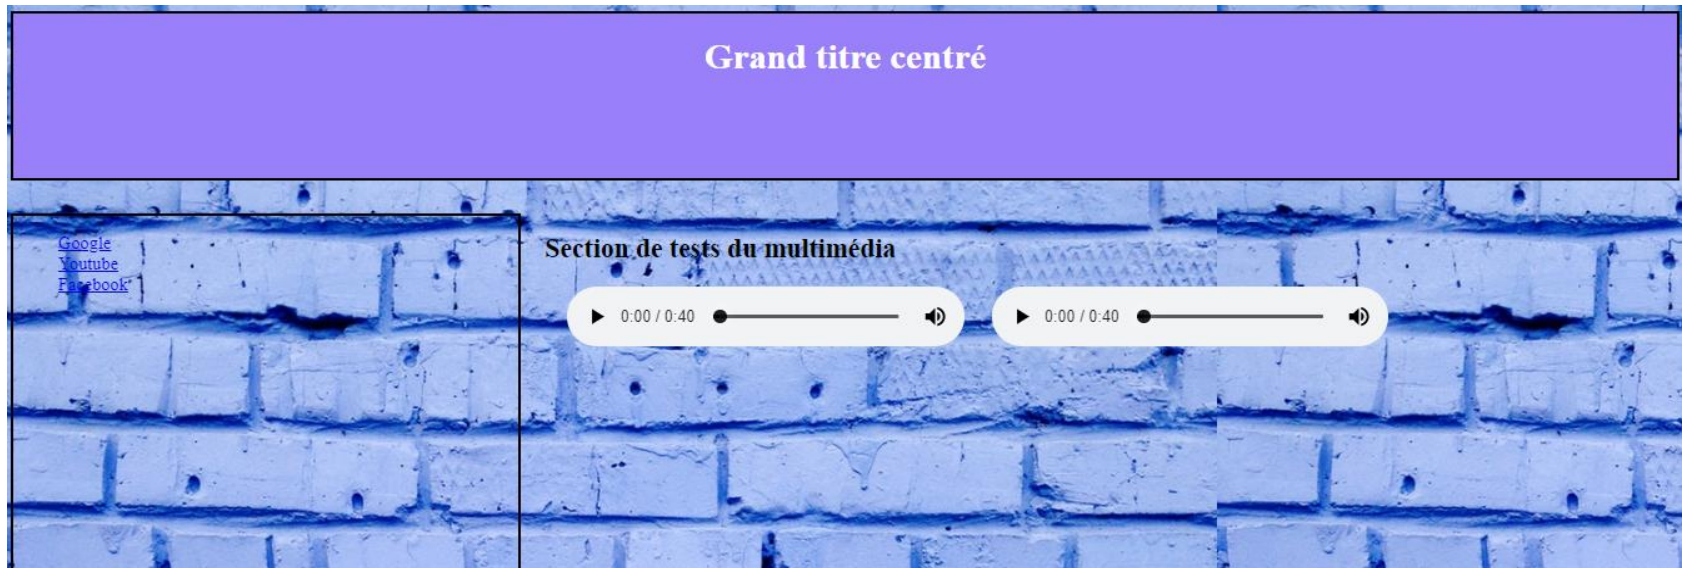 Grand titre centré
Google
Youtube
Facebook
Section de tests du multimédia
0:00 / 0:40
0:00 / 0:40